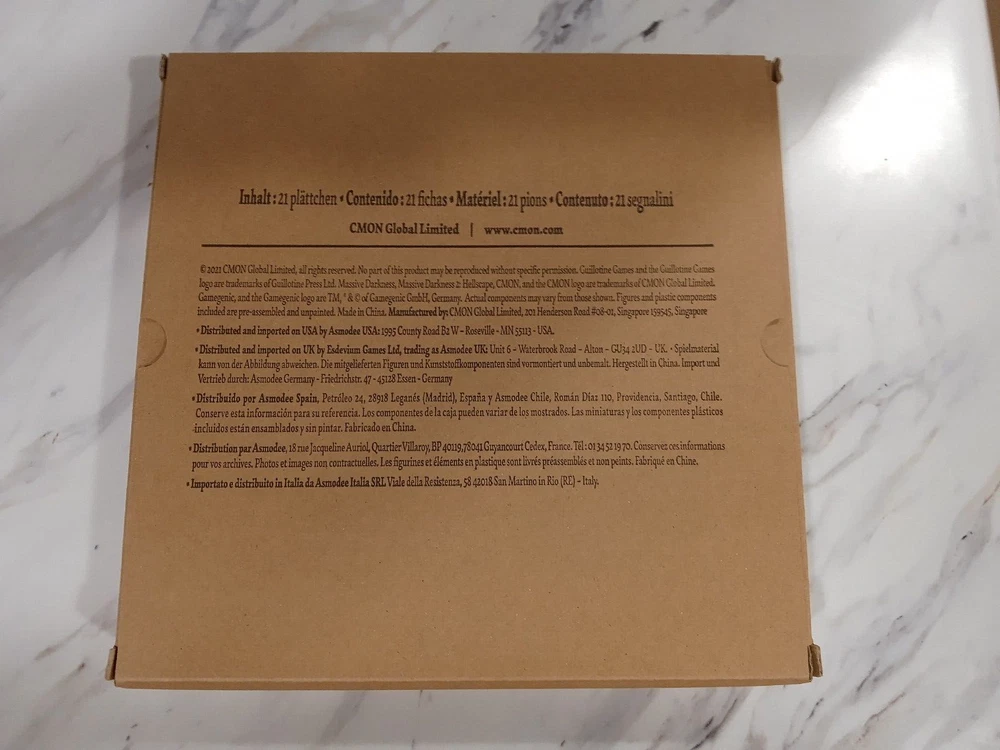 Inhalt : 21 plättchen • Contenido : 21 fichas • Matériel : 21 pions • Contenuto : 21 segnalini
CMON Global Limited | www.cmon.com
©2021 CMON Global Limited, all rights reserved. No part of this product may be reproduced without specific permission. Guillotine Games and the Guillotine Games
logo are trademarks of Guillotine Press Ltd. Massive Darkness, Massive Darkness 2: Hellscape, CMON, and the CMON logo are trademarks of CMON Global Limited.
Gamegenic, and the Gamegenic logo are TM, ® & © of Gamegenic GmbH, Germany. Actual components may vary from those shown. Figures and plastic components
included are pre-assembled and unpainted. Made in China. Manufactured by: CMON Global Limited, 201 Henderson Road #08-01, Singapore 159545, Singapore
• Distributed and imported on USA by Asmodee USA: 1995 County Road B2 W – Roseville - MN 55113 - USA.
• Distributed and imported on UK by Esdevium Games Ltd, trading as Asmodee UK: Unit 6 – Waterbrook Road – Alton – GU34 2UD – UK. • Spielmaterial
kann von der Abbildung abweichen. Die mitgelieferten Figuren und Kunststoffkomponenten sind vormontiert und unbemalt. Hergestellt in China. Import und
Vertrieb durch: Asmodee Germany - Friedrichstr. 47 - 45128 Essen - Germany
• Distribuido por Asmodee Spain, Petróleo 24, 28918 Leganés (Madrid), España y Asmodee Chile, Román Díaz 110, Providencia, Santiago, Chile.
Conserve esta información para su referencia. Los componentes de la caja pueden variar de los mostrados. Las miniaturas y los componentes plásticos
incluidos están ensamblados y sin pintar. Fabricado en China.
• Distribution par Asmodee, 18 rue Jacqueline Auriol, Quartier Villaroy, BP 40119, 78041 Guyancourt Cedex, France. Tél : 01 34 52 19 70. Conservez ces informations
pour vos archives. Photos et images non contractuelles. Les figurines et éléments en plastique sont livrés préassemblés et non peints. Fabriqué en Chine.
• Importato e distribuito in Italia da Asmodee Italia SRL Viale della Resistenza, 58 42018 San Martino in Rio (RE) – Italy.